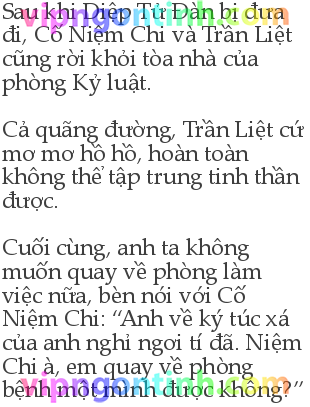 Sau khi Diệp Tử Đàn bị đưa
đi, Cố Niệm Chi và Trần Liệt
cũng rời khỏi tòa nhà của
phòng Kỷ luật.
Cả quãng đường, Trần Liệt cứ
mơ mơ hồ hồ, hoàn toàn
không thể tập trung tinh thần
được.
Cuối cùng, anh ta không
muốn quay về phòng làm
việc nữa, bèn nói với Cố
Niệm Chi: “Anh về ký túc xá
của anh nghỉ ngơi tí đã. Niệm
Chi à, em quay về phòng
bệnh một mình được không?”
vipngontinh.com
vipngontinh.com